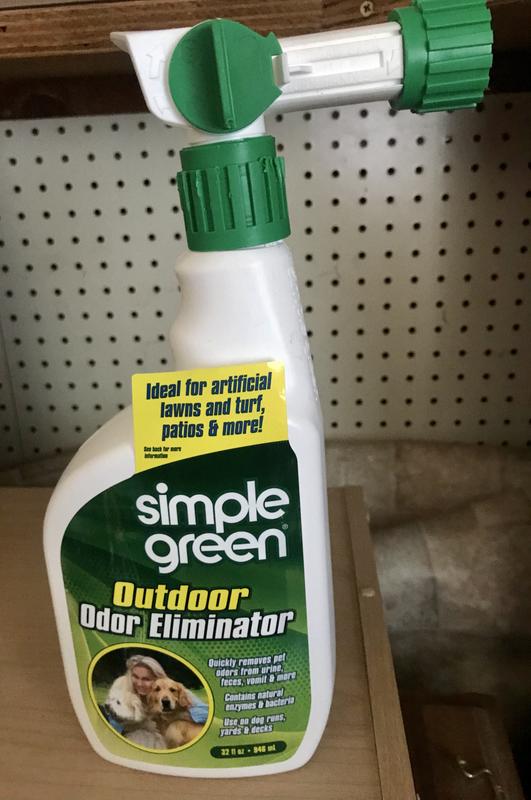 Ideal for artificial
lawns and turf,
patios & more!
See back for more
information
simple
green®
Outdoor
Odor Eliminator
Quickly removes pet
odors from urine,
feces, vomit & more
Contains natural
enzymes & bacteria
Use on dog runs,
yards & decks
32 fl oz • 946 mL